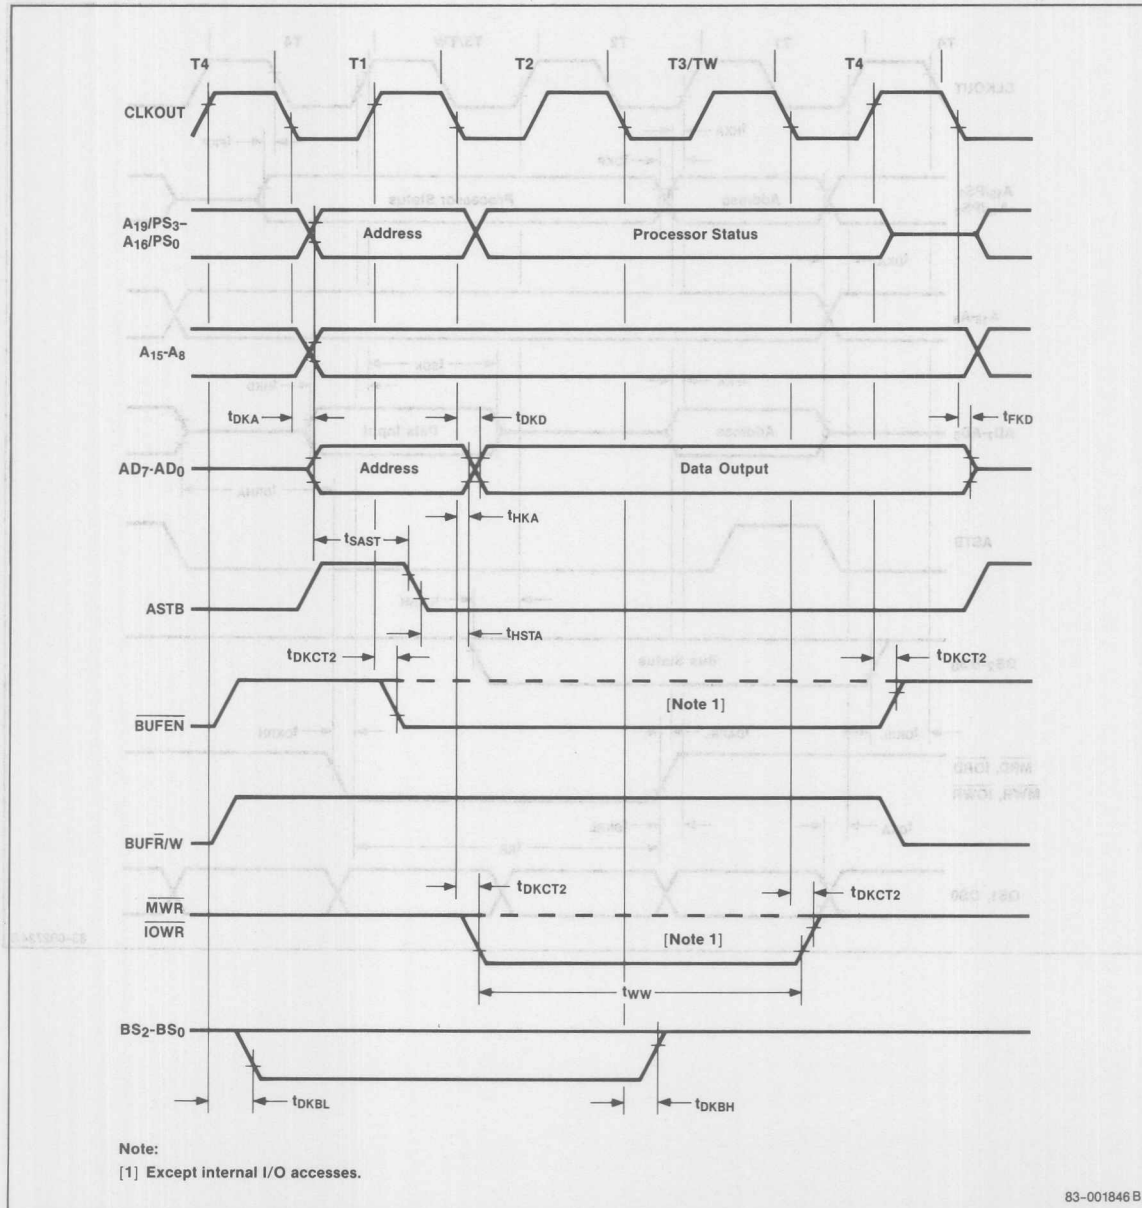 T4 T1 T2 T3/TW T4
CLKOUT
A19/PS3–
A16/PS0
Address Processor Status
A15-A8
tDKA tDKD tFKD
AD7-AD0 Address Data Output
tHKA
tSAST
ASTB
tHSTA
tDKCT2 tDKCT2
BUFEN [Note 1]
BUFR/W
tDKCT2 tDKCT2
MWR
IOWR [Note 1]
tWW
BS2-BS0
tDKBL tDKBH
Note:
[1] Except internal I/O accesses.
83-001846 B